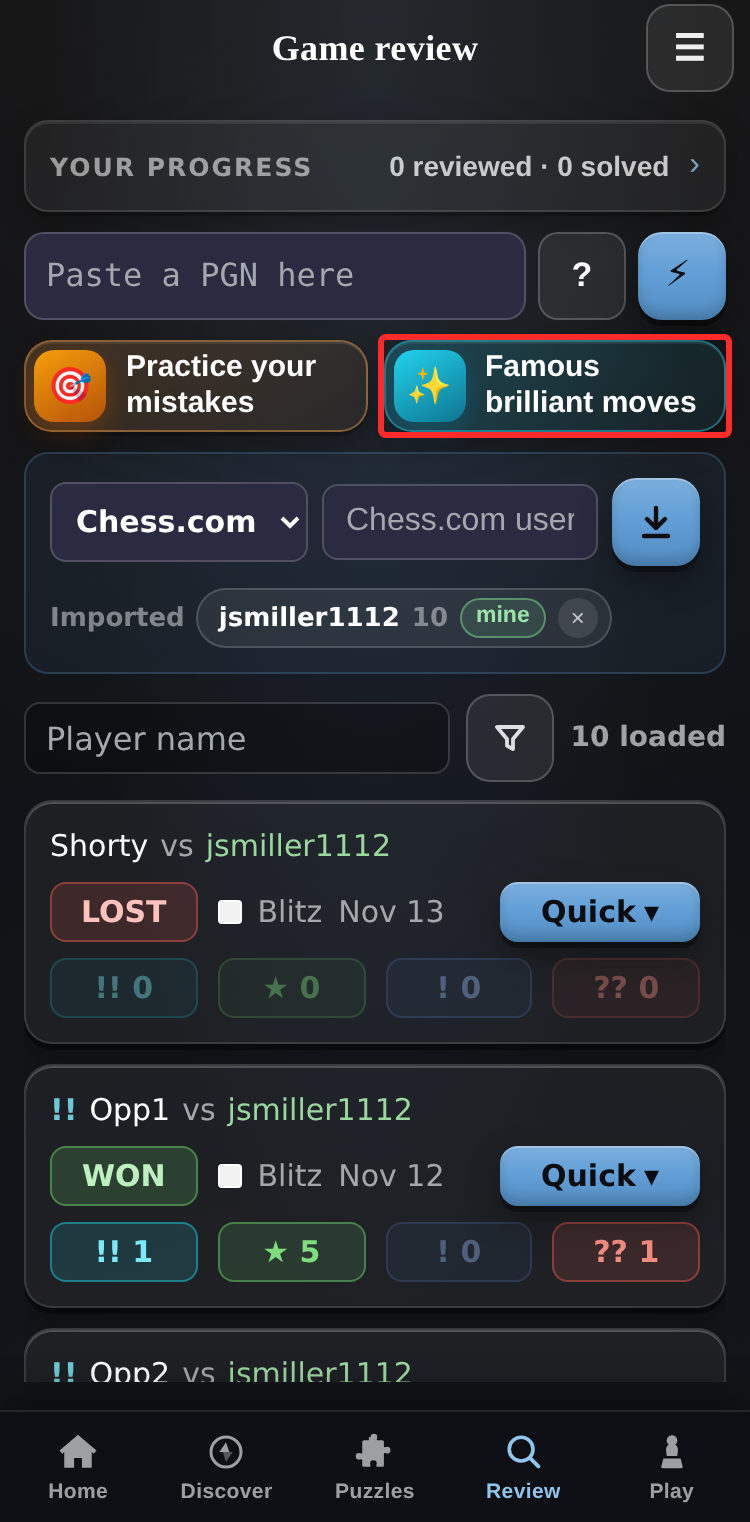 Game review
☰
YOUR PROGRESS 0 reviewed · 0 solved ›
Paste a PGN here ? ⚡
Practice your
mistakes
Famous
brilliant moves
Chess.com Chess.com user
Imported jsmiller1112 10 mine ×
Player name 10 loaded
Shorty vs jsmiller1112
LOST Blitz Nov 13 Quick ▾
!! 0 ★ 0 ! 0 ?? 0
!! Opp1 vs jsmiller1112
WON Blitz Nov 12 Quick ▾
!! 1 ★ 5 ! 0 ?? 1
!! Opp2 vs jsmiller1112
Home Discover Puzzles Review Play